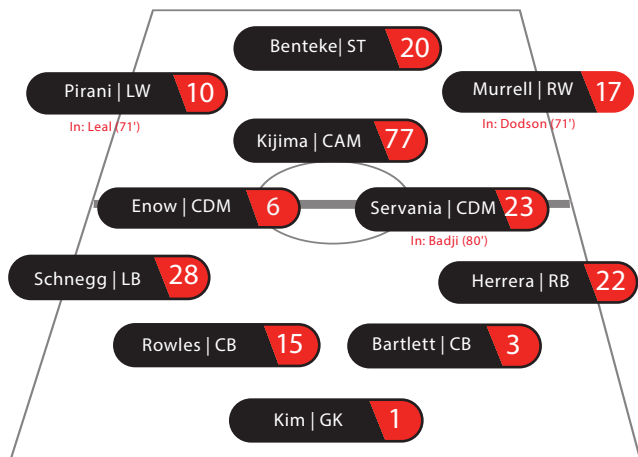 Benteke| ST 20
Pirani | LW 10
In: Leal (71')
Murrell | RW 17
In: Dodson (71')
Kijima | CAM 77
Enow | CDM 6
Servania | CDM 23
In: Badji (80')
Schnegg | LB 28
Herrera | RB 22
Rowles | CB 15
Bartlett | CB 3
Kim | GK 1